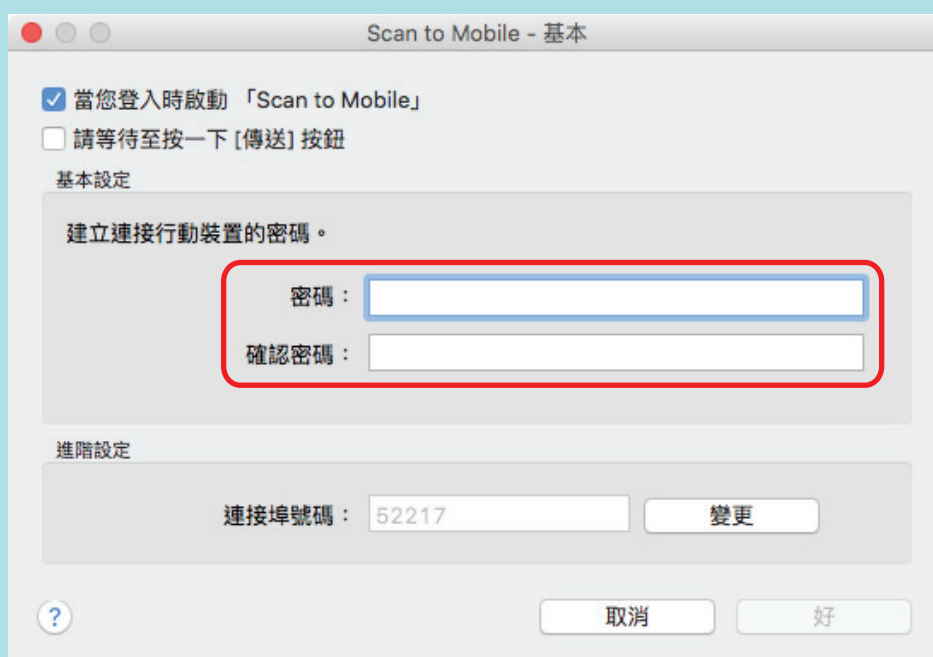 Scan to Mobile - 基本
當您登入時啟動 「Scan to Mobile」
請等待至按一下 [傳送] 按鈕
基本設定
建立連接行動裝置的密碼。
密碼：
確認密碼：
進階設定
連接埠號碼： 52217 變更
? 取消 好